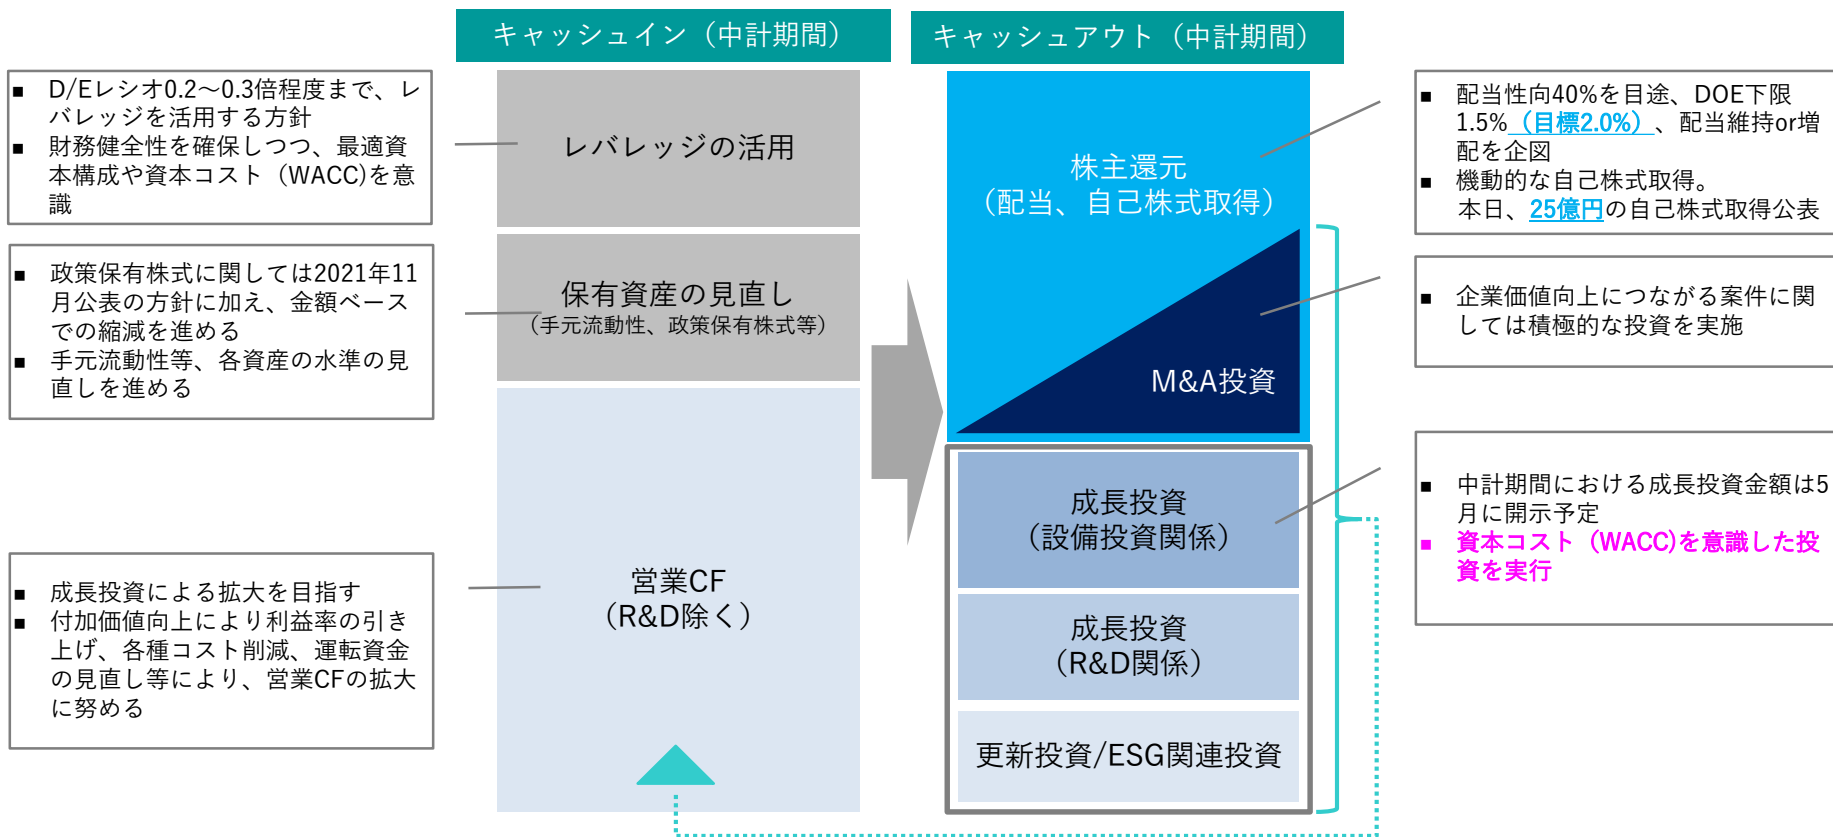 キャッシュイン（中計期間）
キャッシュアウト（中計期間）
■ D/Eレシオ0.2～0.3倍程度まで、レ
バレッジを活用する方針
■ 財務健全性を確保しつつ、最適資
本構成や資本コスト（WACC)を意
識
■ 政策保有株式に関しては2021年11
月公表の方針に加え、金額ベース
での縮減を進める
■ 手元流動性等、各資産の水準の見
直しを進める
■ 成長投資による拡大を目指す
■ 付加価値向上により利益率の引き
上げ、各種コスト削減、運転資金
の見直し等により、営業CFの拡大
に努める
レバレッジの活用
保有資産の見直し
（手元流動性、政策保有株式等）
営業CF
（R&D除く）
株主還元
（配当、自己株式取得）
M&A投資
成長投資
（設備投資関係）
成長投資
（R&D関係）
更新投資/ESG関連投資
■ 配当性向40%を目途、DOE下限
1.5%（目標2.0%）、配当維持or増
配を企図
■ 機動的な自己株式取得。
本日、25億円の自己株式取得公表
■ 企業価値向上につながる案件に関
しては積極的な投資を実施
■ 中計期間における成長投資金額は5
月に開示予定
■ 資本コスト（WACC)を意識した投
資を実行